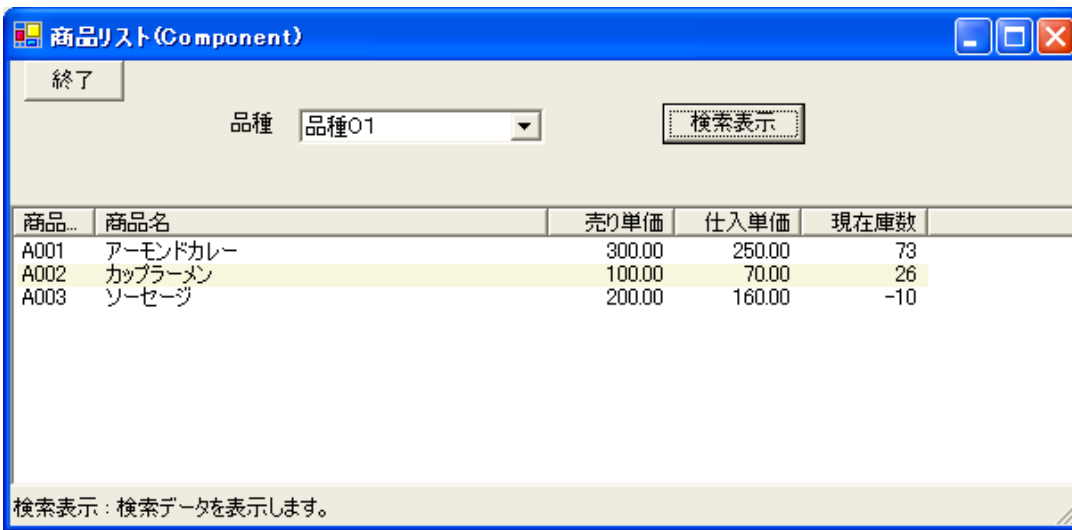 商品リスト(Component)
終了
品種 品種01 検索表示
商品... 商品名 売り単価 仕入単価 現在庫数
A001 アーモンドカレー 300.00 250.00 73
A002 カップラーメン 100.00 70.00 26
A003 ソーセージ 200.00 160.00 -10
検索表示:検索データを表示します。